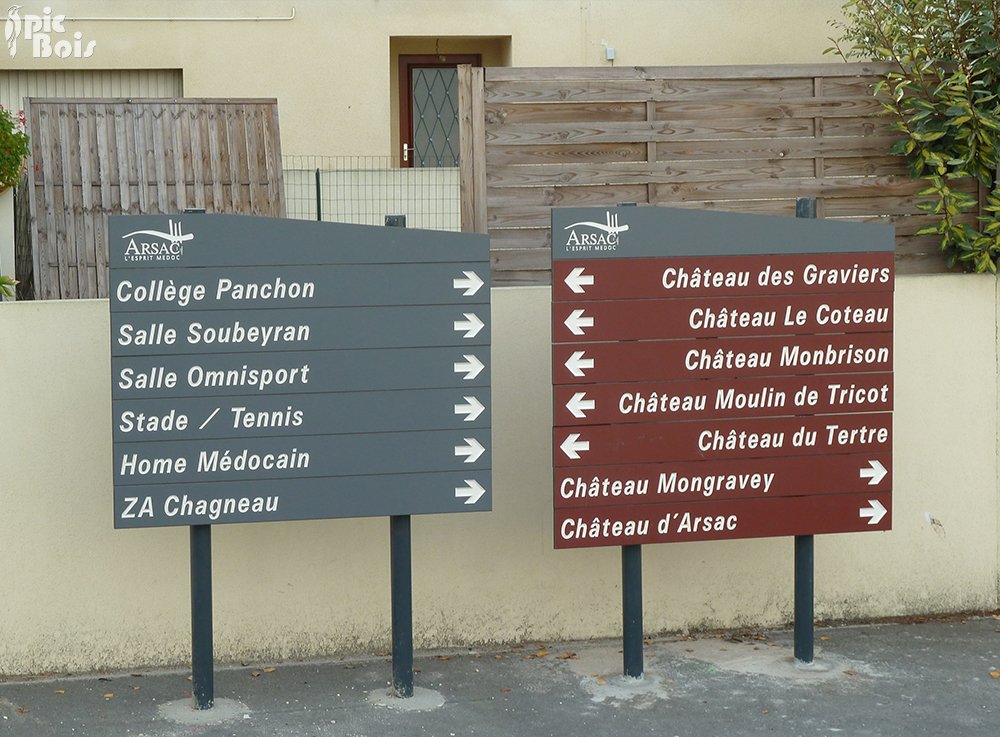 Epic
Bois
ARSAC
L'ESPRIT MEDOC
Collège Panchon
Salle Soubeyran
Salle Omnisport
Stade / Tennis
Home Médocain
ZA Chagneau
ARSAC
L'ESPRIT MEDOC
Château des Graviers
Château Le Coteau
Château Monbrison
Château Moulin de Tricot
Château du Tertre
Château Mongravey
Château d'Arsac